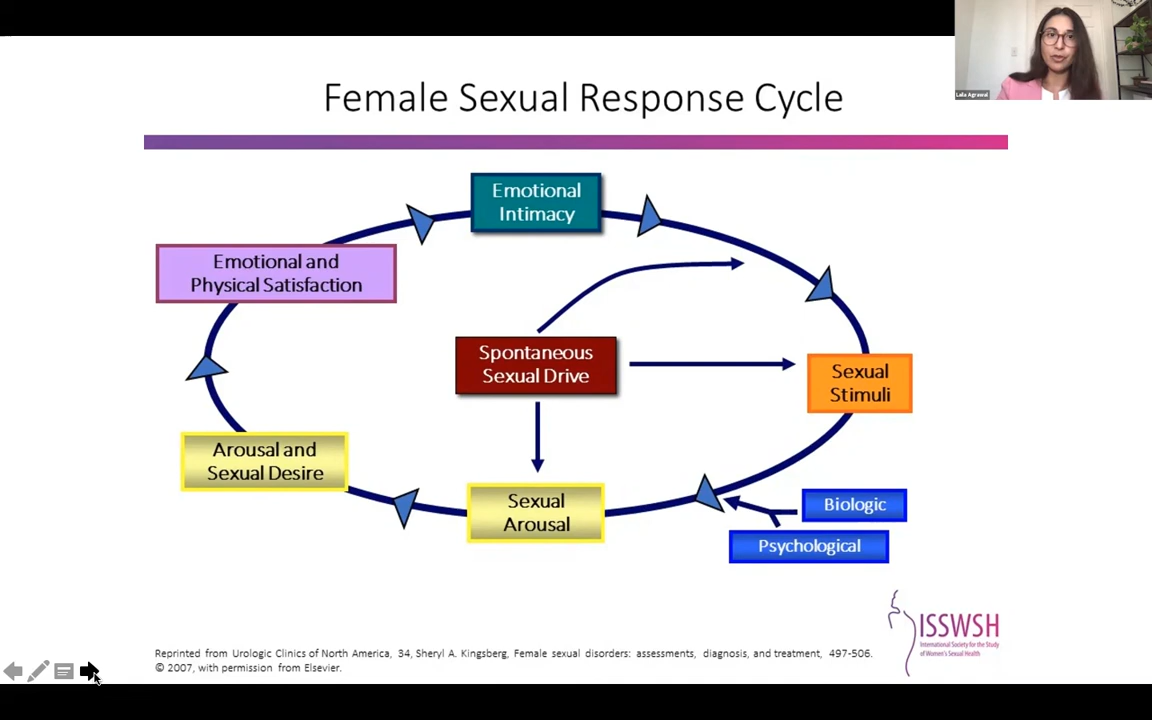 Laila Agrawal
Female Sexual Response Cycle
Emotional
Intimacy
Emotional and
Physical Satisfaction
Spontaneous
Sexual Drive
Sexual
Stimuli
Arousal and
Sexual Desire
Sexual
Arousal
Biologic
Psychological
ISSWSH
International Society for the Study
of Women's Sexual Health
Reprinted from Urologic Clinics of North America, 34, Sheryl A. Kingsberg, Female sexual disorders: assessments, diagnosis, and treatment, 497-506.
© 2007, with permission from Elsevier.